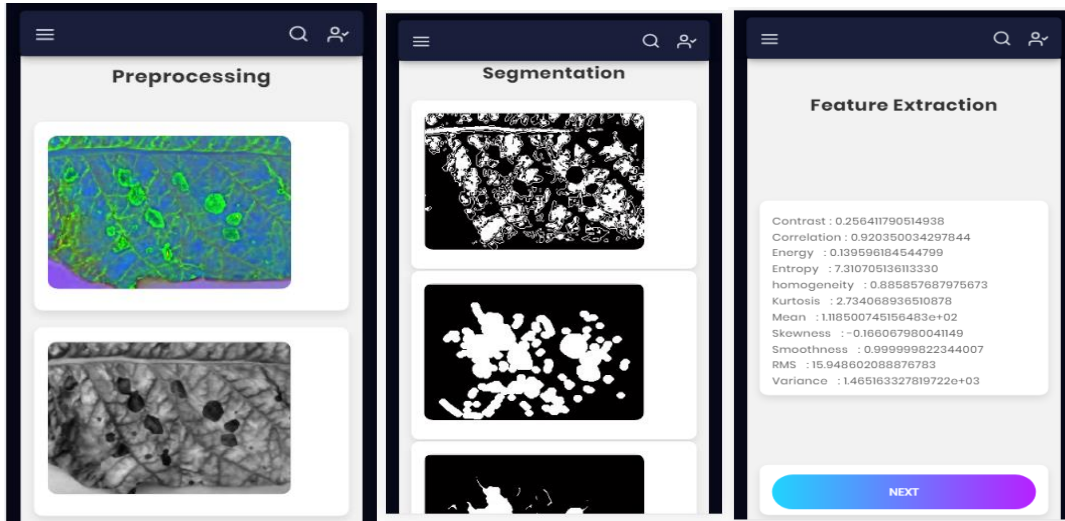 Preprocessing
Segmentation
Feature Extraction
Contrast : 0.256411790514938
Correlation : 0.920350034297844
Energy : 0.139596184544799
Entropy : 7.310705136113330
homogeneity : 0.885857687975673
Kurtosis : 2.734068936510878
Mean : 1.118500745156483e+02
Skewness : -0.166067980041149
Smoothness : 0.999999822344007
RMS : 15.948602088876783
Variance : 1.465163327819722e+03
NEXT